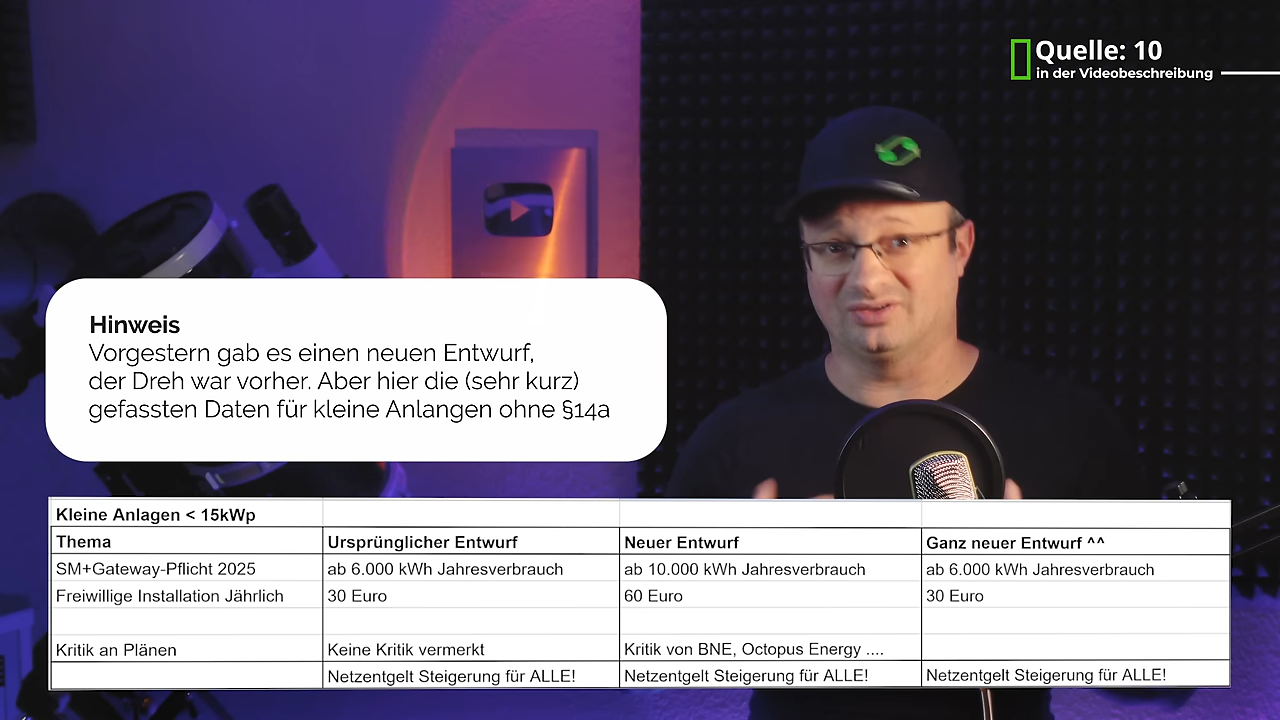 Quelle: 10
in der Videobeschreibung
Hinweis
Vorgestern gab es einen neuen Entwurf,
der Dreh war vorher. Aber hier die (sehr kurz)
gefassten Daten für kleine Anlangen ohne §14a
Kleine Anlagen < 15kWp
Thema Ursprünglicher Entwurf Neuer Entwurf Ganz neuer Entwurf ^^
SM+Gateway-Pflicht 2025 ab 6.000 kWh Jahresverbrauch ab 10.000 kWh Jahresverbrauch ab 6.000 kWh Jahresverbrauch
Freiwillige Installation Jährlich 30 Euro 60 Euro 30 Euro
Kritik an Plänen Keine Kritik vermerkt Kritik von BNE, Octopus Energy ....
Netzentgelt Steigerung für ALLE! Netzentgelt Steigerung für ALLE! Netzentgelt Steigerung für ALLE!